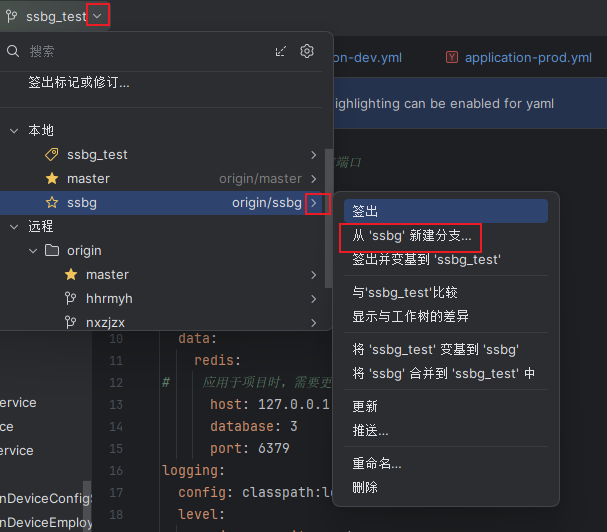 ssbg_test
搜索
on-dev.yml
application-prod.yml
签出标记或修订...
ighlighting can be enabled for yaml
本地
ssbg_test
端口
master origin/master
ssbg origin/ssbg
签出
远程
从 'ssbg' 新建分支...
origin
签出并变基到 'ssbg_test'
master
hhrmyh
与'ssbg_test'比较
nxzjzx
显示与工作树的差异
10 data:
11 redis:
将 'ssbg_test' 变基到 'ssbg'
12 # 应用于项目时，需要更
将 'ssbg' 合并到 'ssbg_test' 中
ervice
13 host: 127.0.0.1
更新
ce
14 database: 3
推送...
ervice
15 port: 6379
16 logging:
重命名...
nDeviceConfigS
17 config: classpath:lo
删除
18 level:
nDeviceEmploy